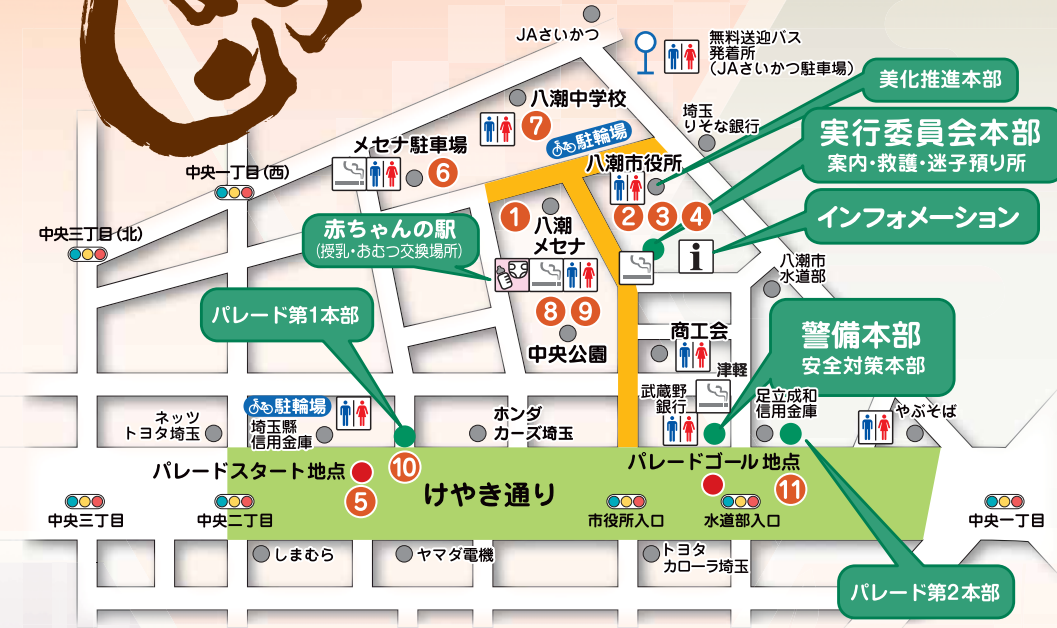 JAさいかつ
無料送迎バス
発着所
(JAさいかつ駐車場)
美化推進本部
八潮中学校
7
埼玉
りそな銀行
実行委員会本部
案内・救護・迷子預り所
駐輪場
メセナ駐車場
6
八潮市役所
2 3 4
中央一丁目(西)
1
八潮
メセナ
インフォメーション
i
赤ちゃんの駅
(授乳・おむつ交換場所)
中央三丁目(北)
八潮市
水道部
8 9
中央公園
パレード第1本部
商工会
警備本部
安全対策本部
津軽
武蔵野
銀行
足立成和
信用金庫
やぶそば
駐輪場
埼玉縣
信用金庫
ネッツ
トヨタ埼玉
ホンダ
カーズ埼玉
パレードスタート地点
5
10
けやき通り
パレードゴール地点
11
中央三丁目
中央二丁目
市役所入口
水道部入口
中央一丁目
しまむら
ヤマダ電機
トヨタ
カローラ埼玉
パレード第2本部